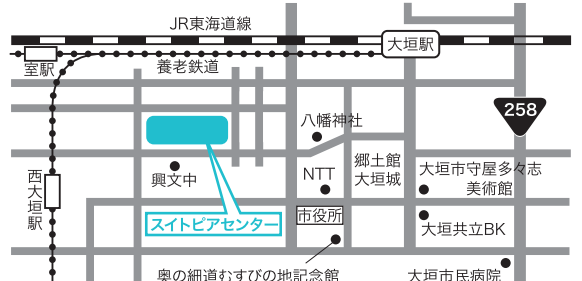 JR東海道線
大垣駅
室駅
養老鉄道
258
八幡神社
興文中
NTT
郷土館
大垣城
大垣市守屋多々志
美術館
西大垣駅
スイトピアセンター
市役所
大垣共立BK
奥の細道むすびの地記念館
大垣市民病院